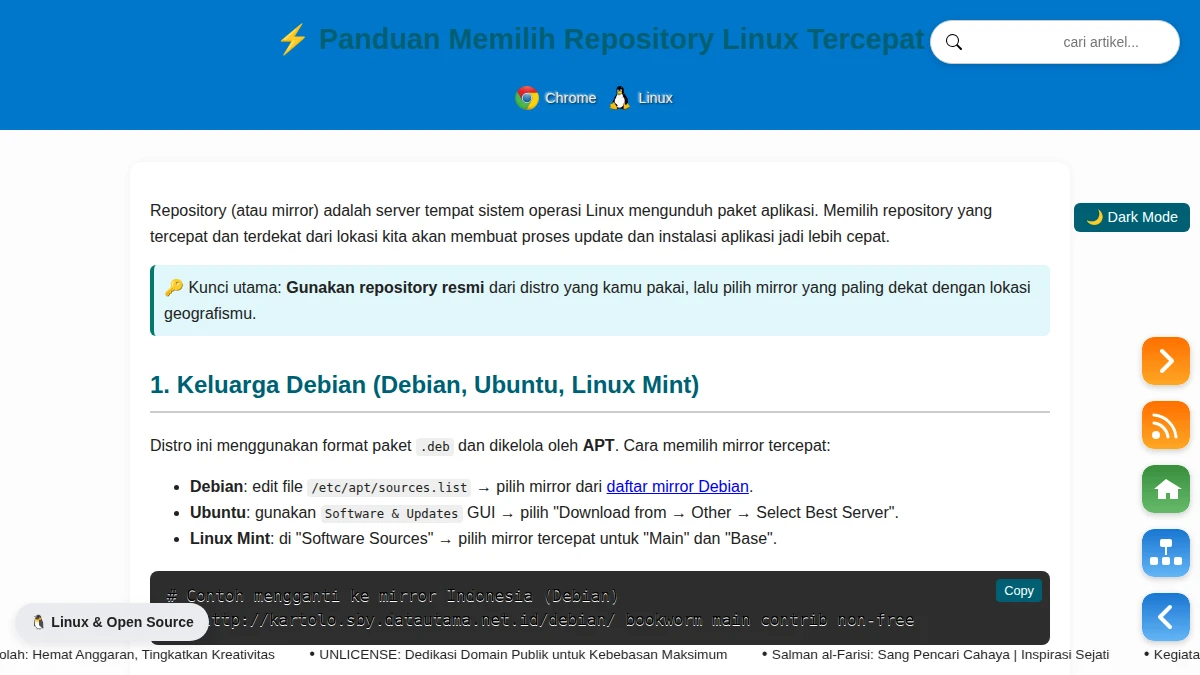 ⚡ Panduan Memilih Repository Linux Tercepat
cari artikel...
Chrome
Linux
Repository (atau mirror) adalah server tempat sistem operasi Linux mengunduh paket aplikasi. Memilih repository yang
tercepat dan terdekat dari lokasi kita akan membuat proses update dan instalasi aplikasi jadi lebih cepat.
🌙 Dark Mode
🔑 Kunci utama: Gunakan repository resmi dari distro yang kamu pakai, lalu pilih mirror yang paling dekat dengan lokasi
geografismu.
1. Keluarga Debian (Debian, Ubuntu, Linux Mint)
Distro ini menggunakan format paket .deb dan dikelola oleh APT. Cara memilih mirror tercepat:
• Debian: edit file /etc/apt/sources.list → pilih mirror dari daftar mirror Debian.
• Ubuntu: gunakan Software & Updates GUI → pilih "Download from → Other → Select Best Server".
• Linux Mint: di "Software Sources" → pilih mirror tercepat untuk "Main" dan "Base".
Copy
# Contoh mengganti ke mirror Indonesia (Debian)
ttp://kartolo.sby.datautama.net.id/debian/ bookworm main contrib non-free
🐧 Linux & Open Source
olah: Hemat Anggaran, Tingkatkan Kreativitas • UNLICENSE: Dedikasi Domain Publik untuk Kebebasan Maksimum • Salman al-Farisi: Sang Pencari Cahaya | Inspirasi Sejati • Kegiata